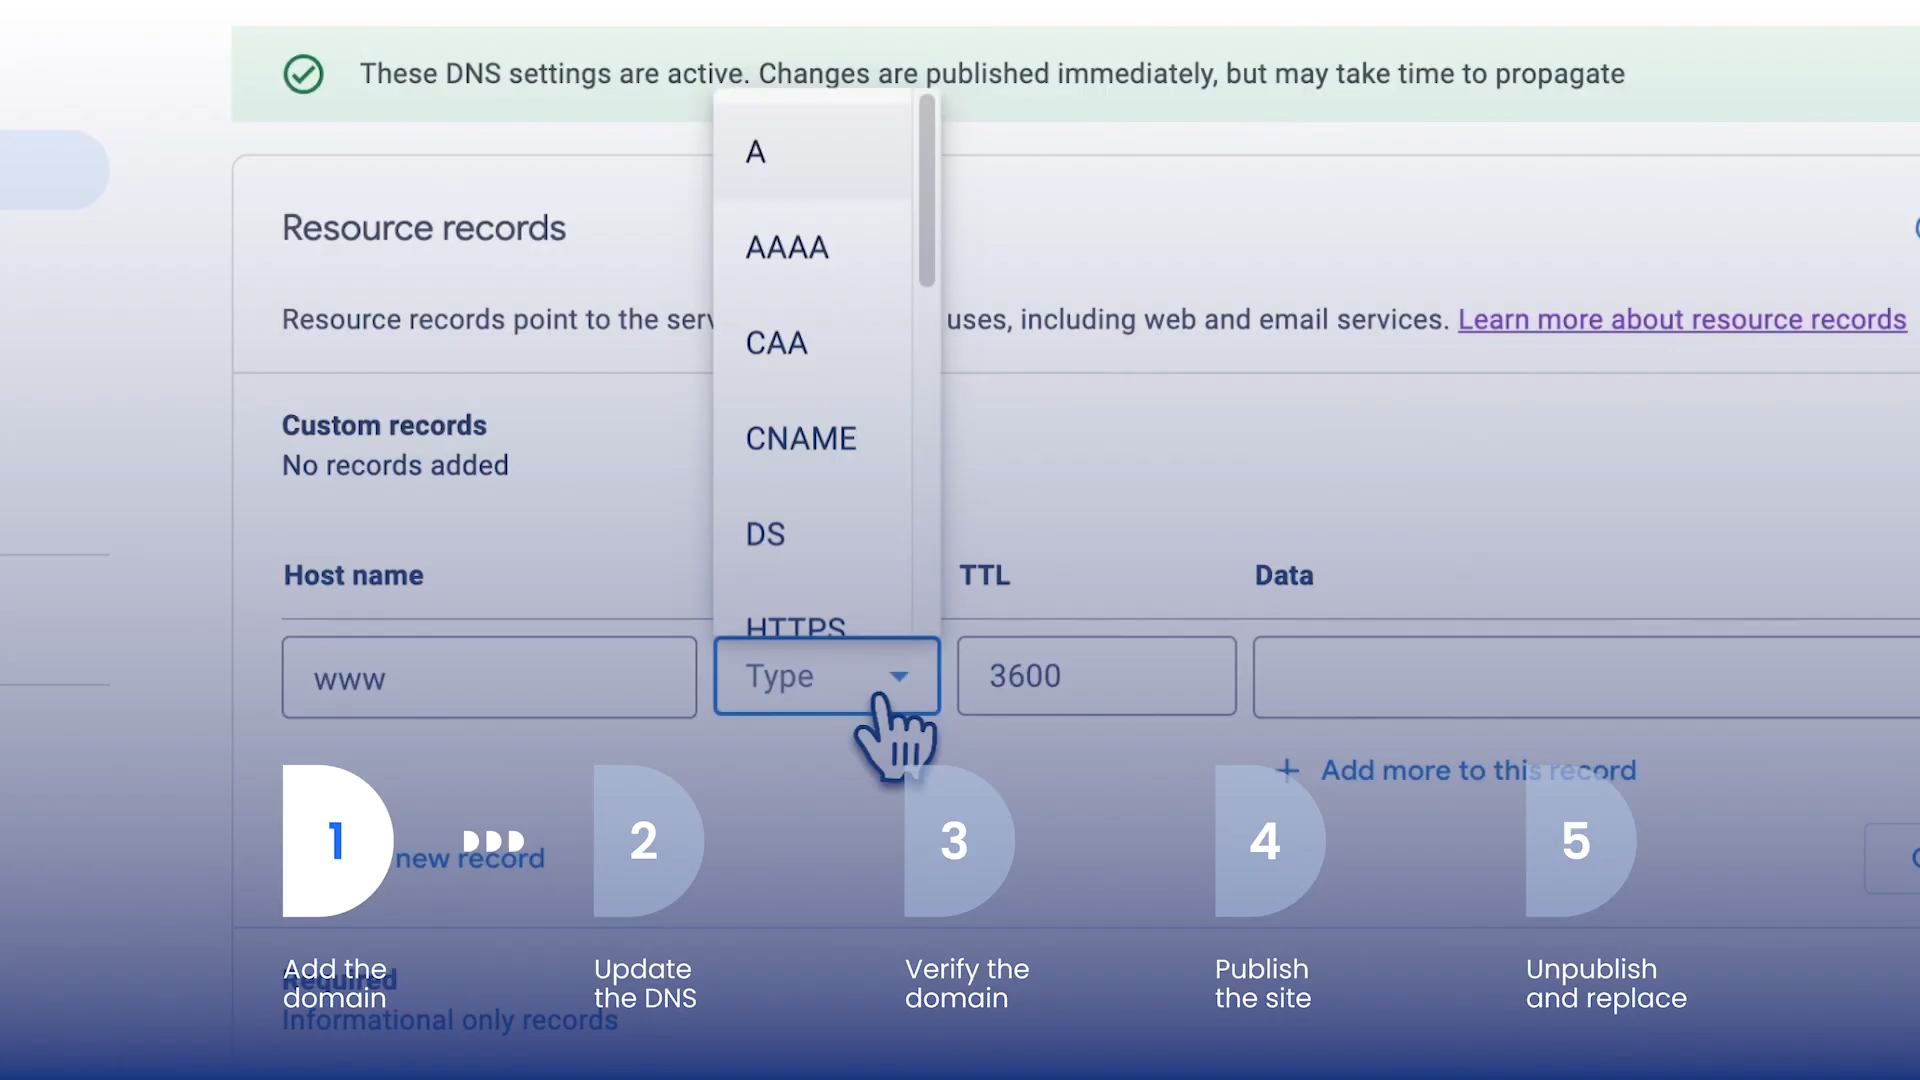 These DNS settings are active. Changes are published immediately, but may take time to propagate
A
AAAA
CAA
CNAME
DS
HTTPS
Resource records
Resource records point to the serv uses, including web and email services. Learn more about resource records
Custom records
No records added
Host name
TTL
Data
www
Type
3600
+ Add more to this record
new record
1
2
3
4
5
Add the
domain
Update
the DNS
Verify the
domain
Publish
the site
Unpublish
and replace
Required
Informational only records